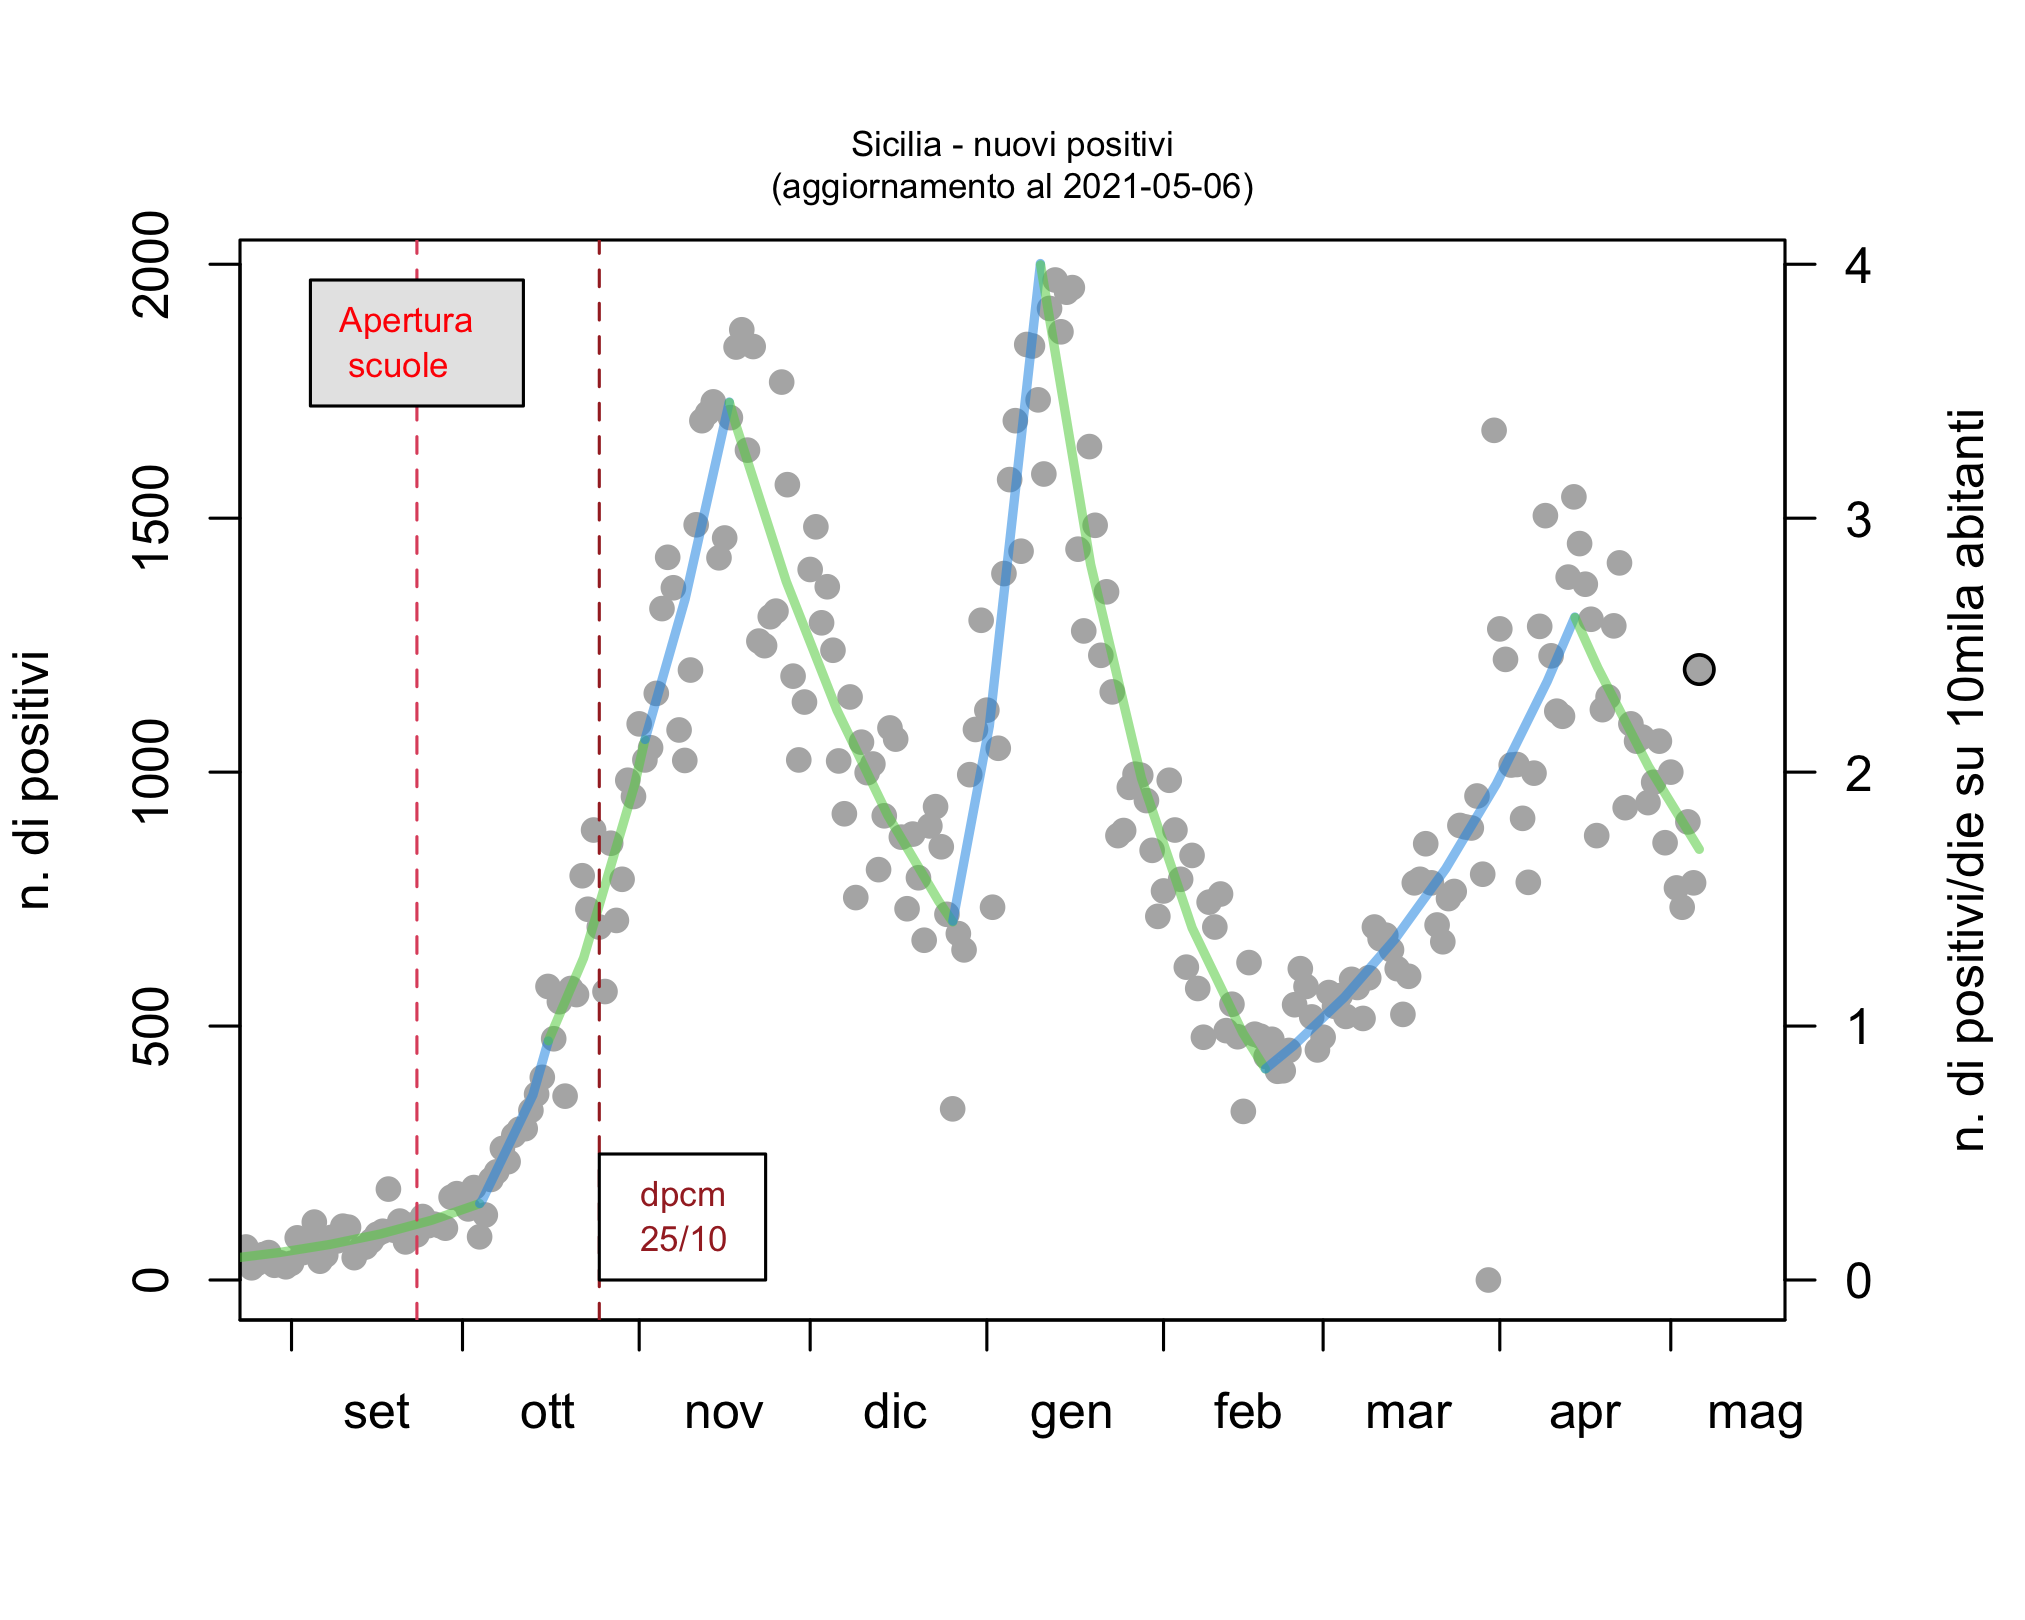 Sicilia - nuovi positivi
(aggiornamento al 2021-05-06)
n. di positivi
2000
1500
1000
500
0
Apertura
scuole
dpcm
25/10
4
3
2
1
0
n. di positivi/die su 10mila abitanti
set ott nov dic gen feb mar apr mag